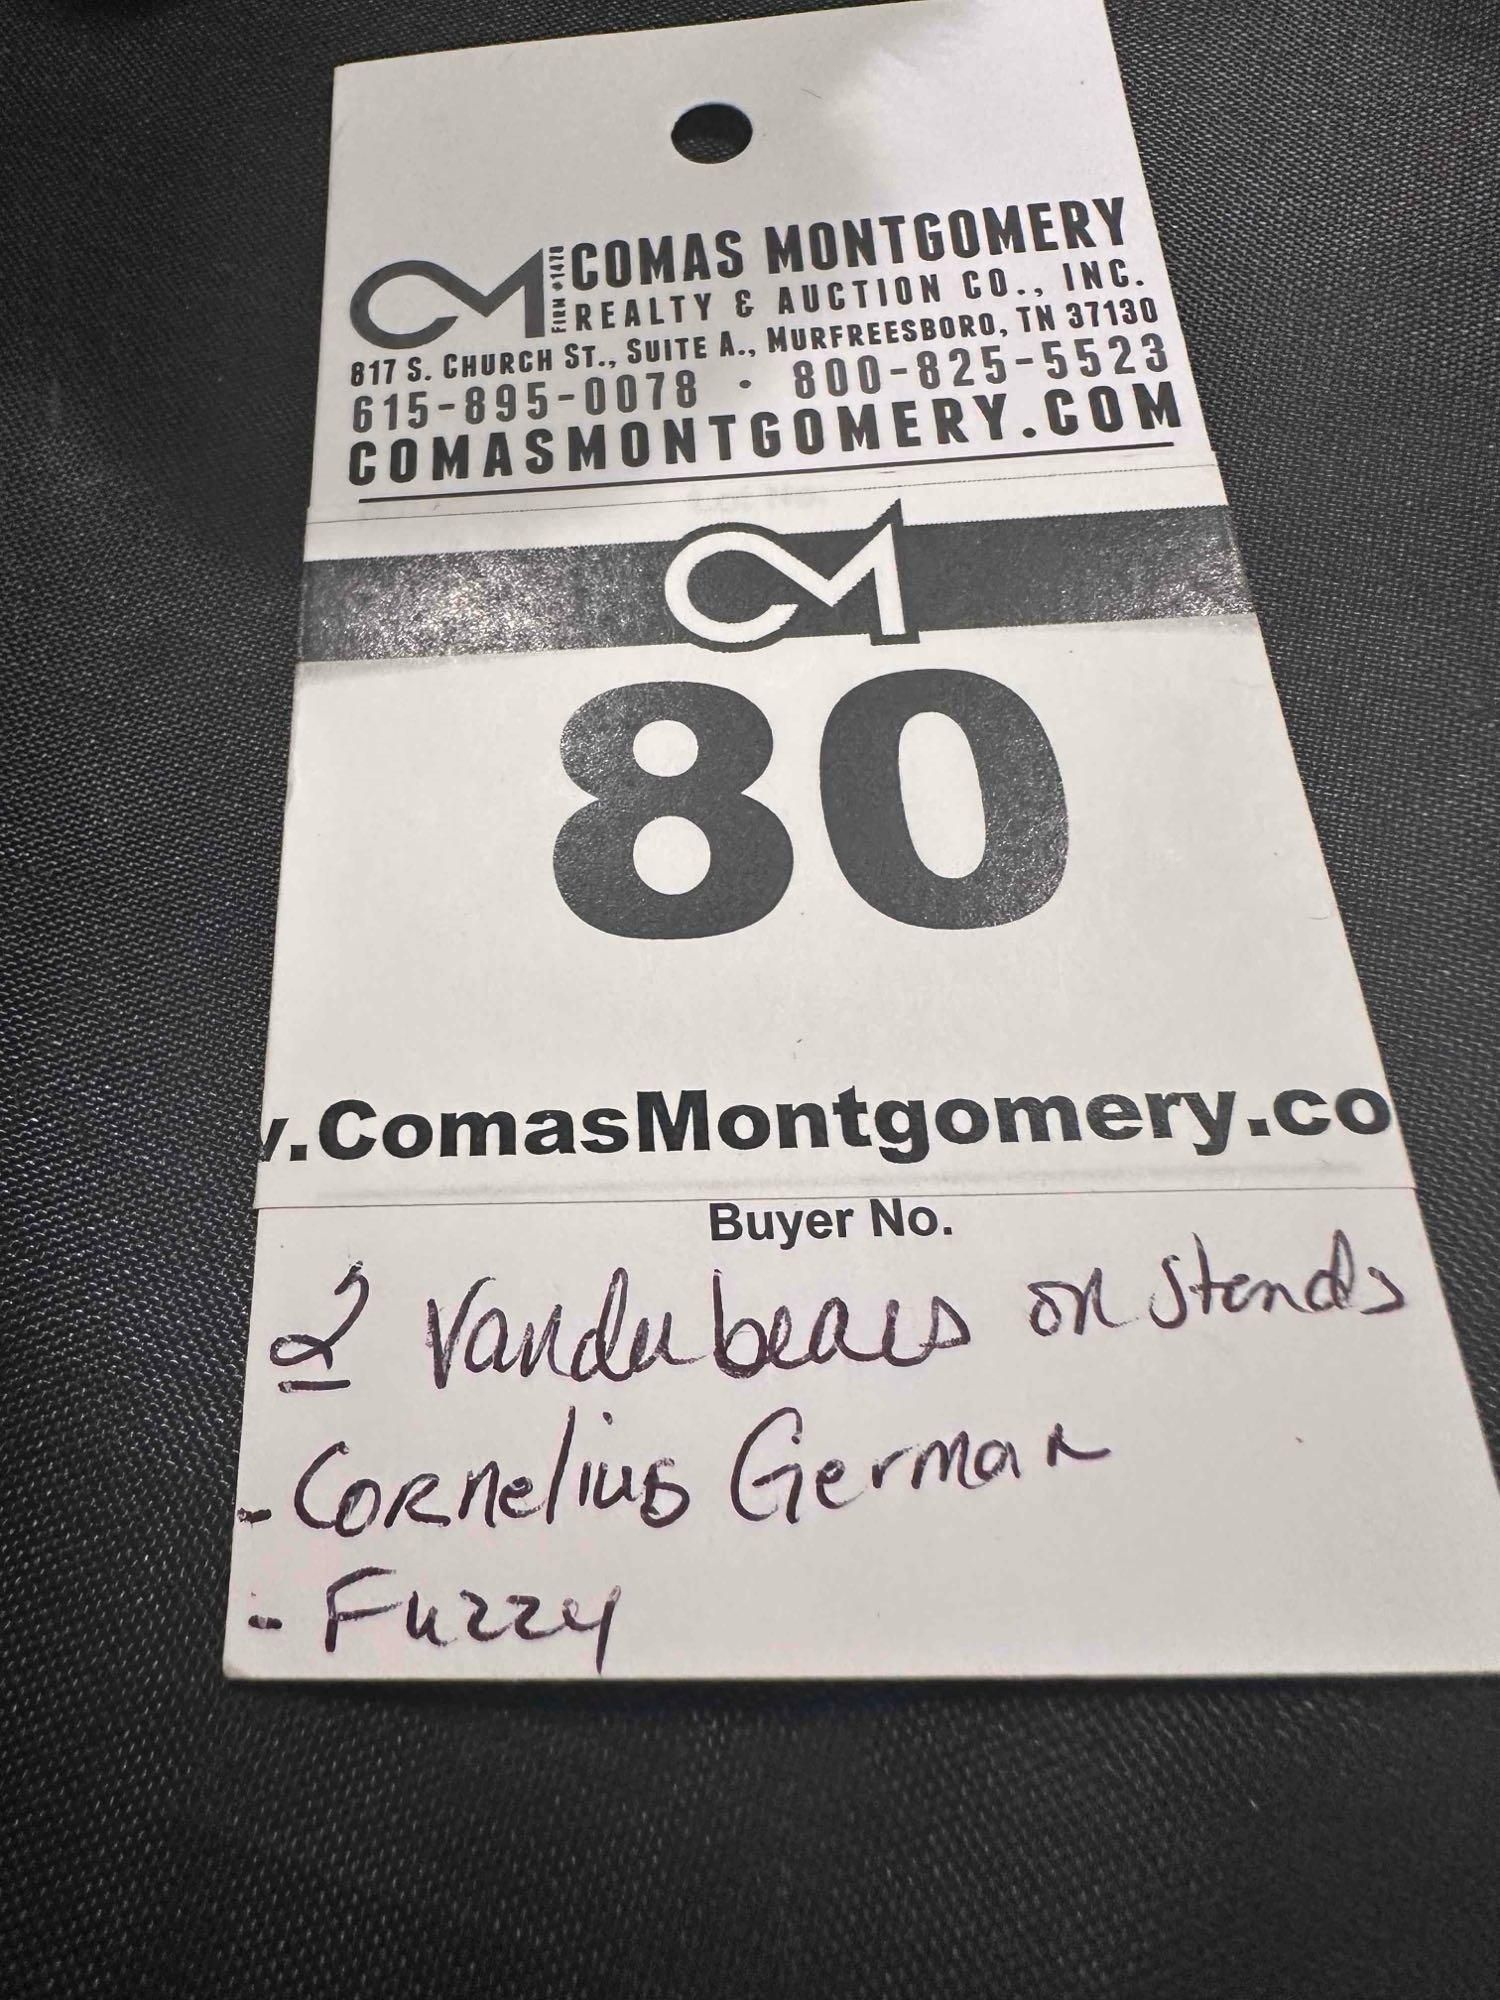 CM FIRM #1478 COMAS MONTGOMERY
REALTY & AUCTION CO., INC.
817 S. CHURCH ST., SUITE A., MURFREESBORO, TN 37130
615-895-0078 · 800-825-5523
COMASMONTGOMERY.COM
CM
80
.ComasMontgomery.co
Buyer No.
2 Vanderbears on stands
- Cornelius German
- Fuzzy